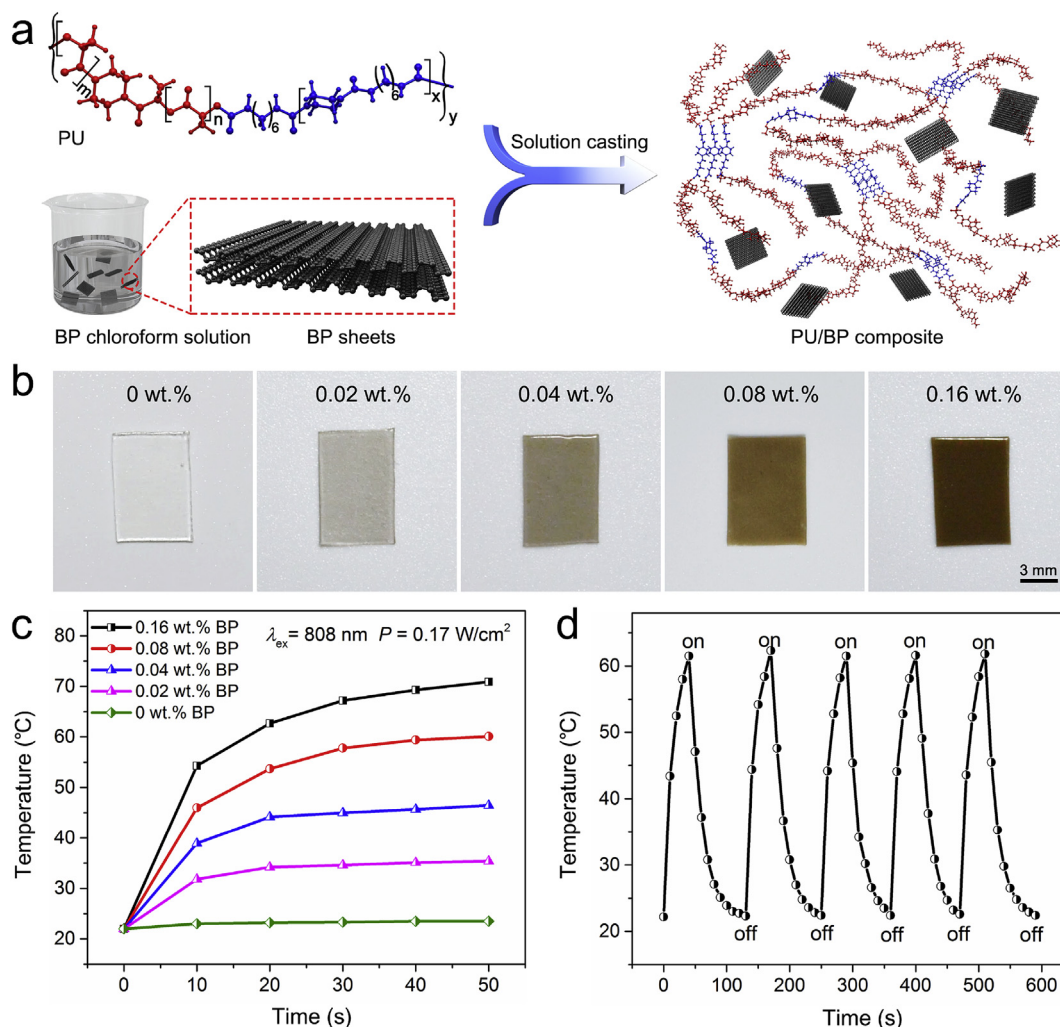 a
m
n
6
6
x
y
PU
Solution casting
BP chloroform solution
BP sheets
PU/BP composite
b
0 wt.%
0.02 wt.%
0.04 wt.%
0.08 wt.%
0.16 wt.%
3 mm
c
0.16 wt.% BP
0.08 wt.% BP
0.04 wt.% BP
0.02 wt.% BP
0 wt.% BP
λex = 808 nm P = 0.17 W/cm²
Temperature (℃)
80
70
60
50
40
30
20
0 10 20 30 40 50
Time (s)
d
on on on on on
off off off off off
Temperature (℃)
60
50
40
30
20
0 100 200 300 400 500 600
Time (s)